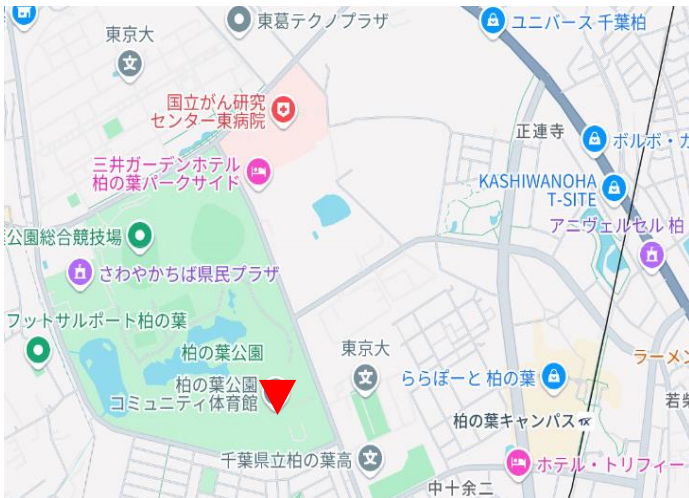 東京大
東葛テクノプラザ
ユニバース 千葉柏
国立がん研究
センター東病院
正連寺
ボルボ・カ
三井ガーデンホテル
柏の葉パークサイド
KASHIWANOHA
T-SITE
アニヴェルセル 柏
葉公園総合競技場
さわやかちば県民プラザ
フットサルポート柏の葉
柏の葉公園
東京大
ラーメン
柏の葉公園
コミュニティ体育館
ららぽーと 柏の葉
若柴
柏の葉キャンパス
千葉県立柏の葉高
ホテル・トリフィー
中十余二